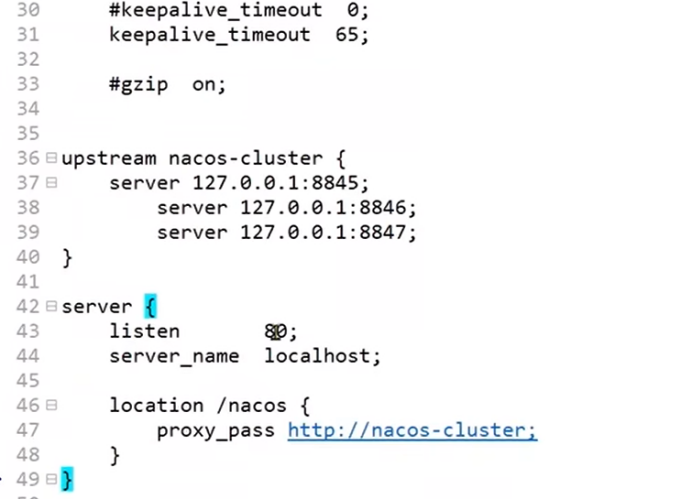 30 #keepalive_timeout 0;
31 keepalive_timeout 65;
32
33 #gzip on;
34
35
36 upstream nacos-cluster {
37 server 127.0.0.1:8845;
38 server 127.0.0.1:8846;
39 server 127.0.0.1:8847;
40 }
41
42 server {
43 listen 80;
44 server_name localhost;
45
46 location /nacos {
47 proxy_pass http://nacos-cluster;
48 }
49 }